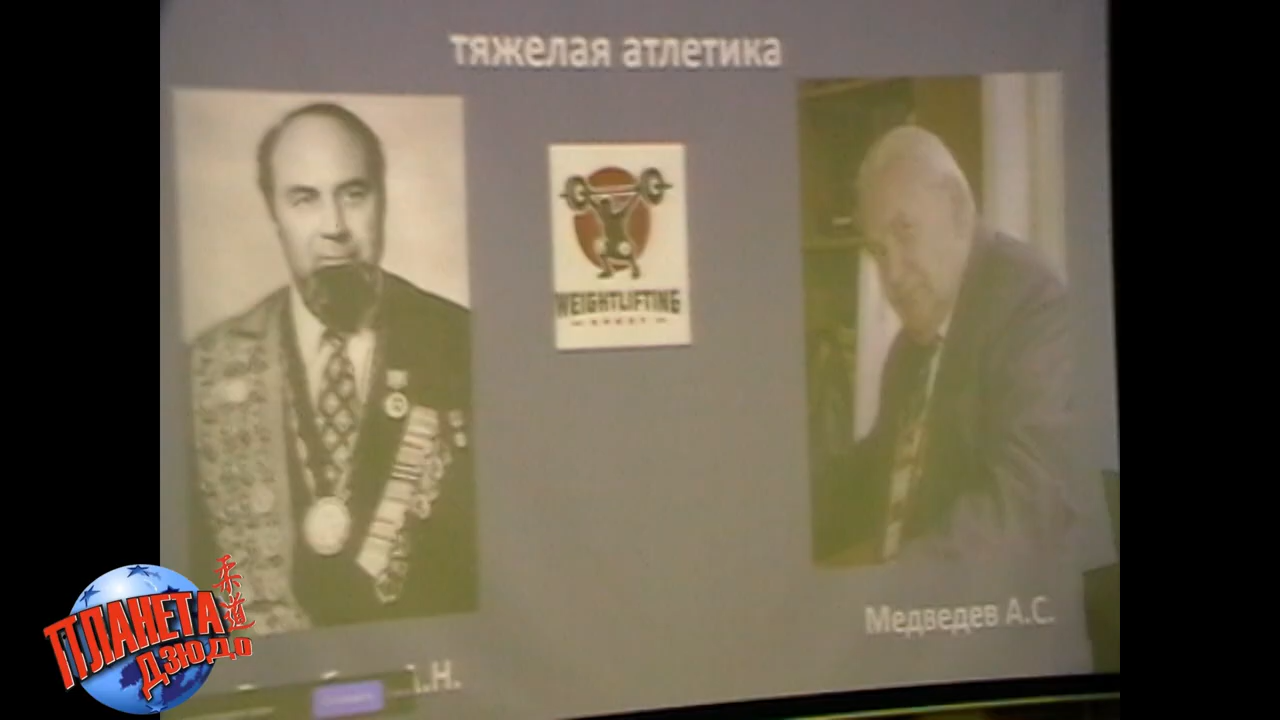 тяжелая атлетика
WEIGHTLIFTING
Медведев А.С.
.Н.
ПЛАНЕТА
ДЗЮДО
柔道